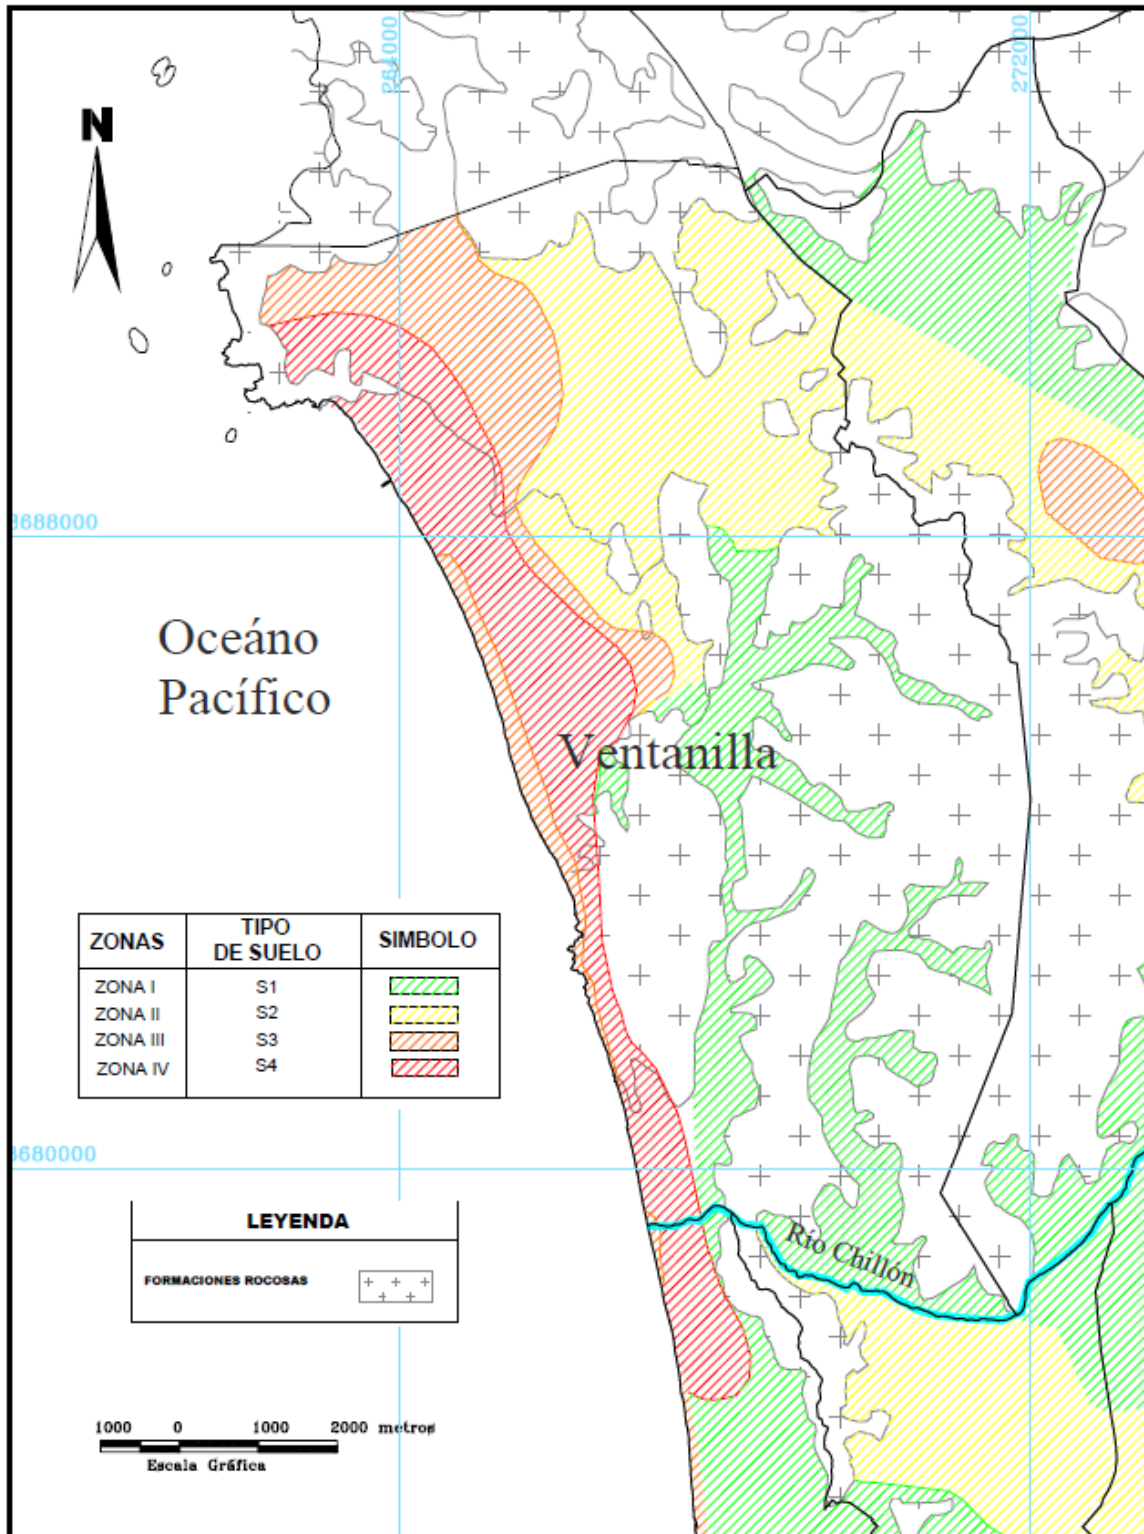 264000
272000
N
8688000
Oceáno
Pacífico
Ventanilla
ZONAS TIPO DE SUELO SIMBOLO
ZONA I S1
ZONA II S2
ZONA III S3
ZONA IV S4
8680000
LEYENDA
FORMACIONES ROCOSAS
Río Chillón
1000 0 1000 2000 metros
Escala Gráfica